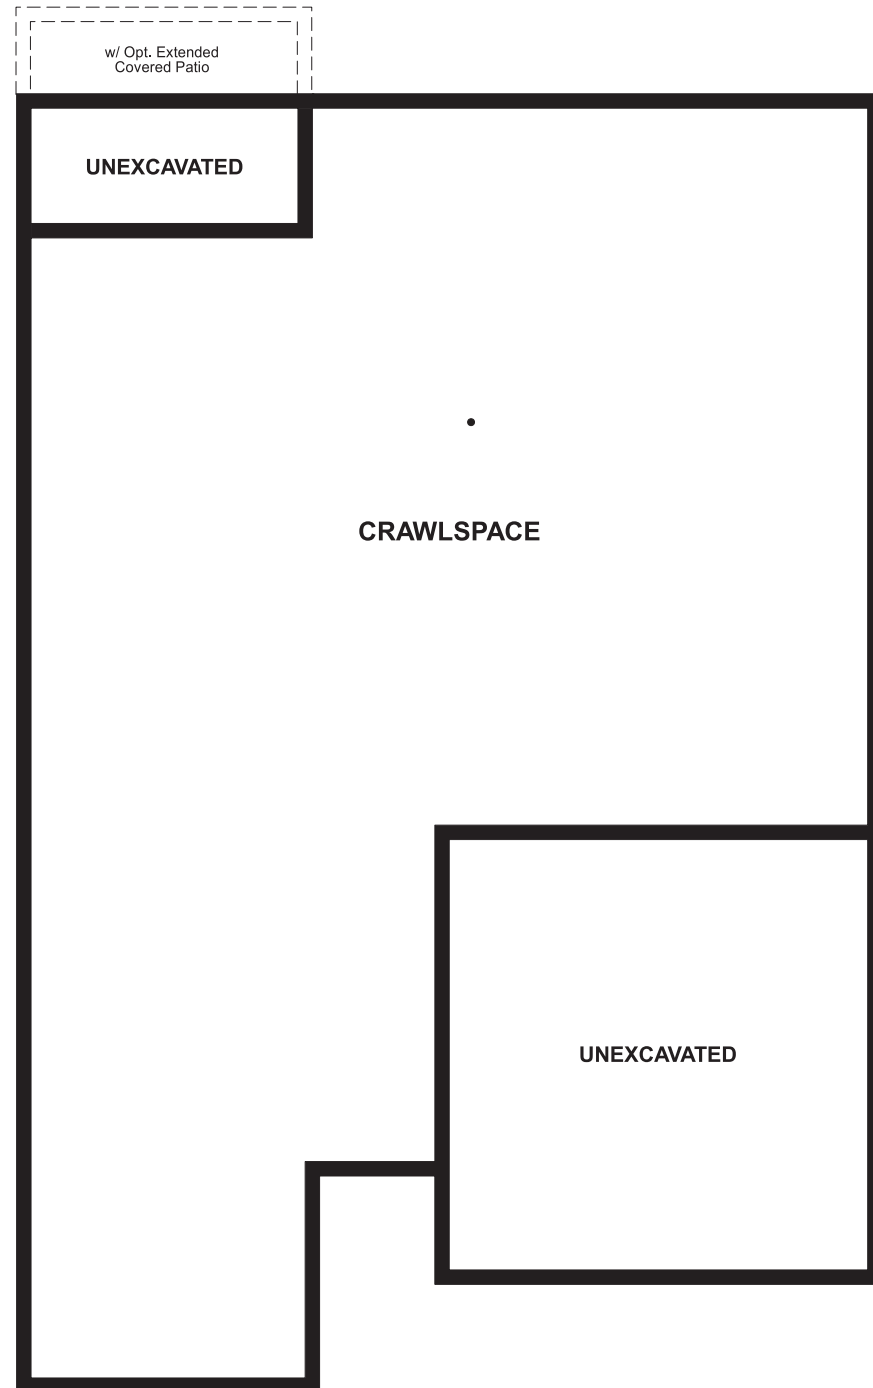 w/ Opt. Extended
Covered Patio
UNEXCAVATED
CRAWLSPACE
UNEXCAVATED